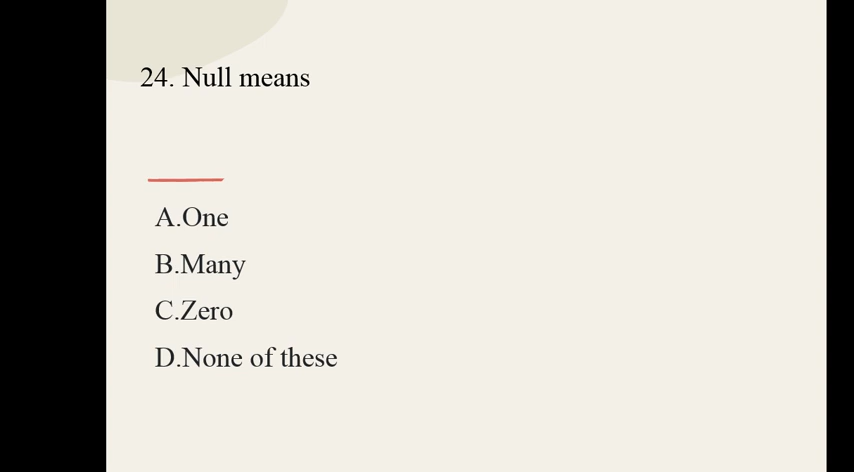 24. Null means
A.One
B.Many
C.Zero
D.None of these